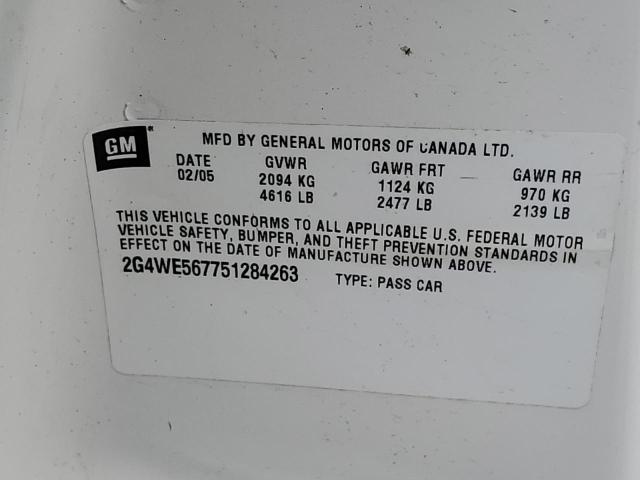 GM MFD BY GENERAL MOTORS OF CANADA LTD.
DATE GVWR GAWR FRT GAWR RR
02/05 2094 KG 1124 KG 970 KG
4616 LB 2477 LB 2139 LB
THIS VEHICLE CONFORMS TO ALL APPLICABLE U.S. FEDERAL MOTOR
VEHICLE SAFETY, BUMPER, AND THEFT PREVENTION STANDARDS IN
EFFECT ON THE DATE OF MANUFACTURE SHOWN ABOVE.
2G4WE567751284263 TYPE: PASS CAR